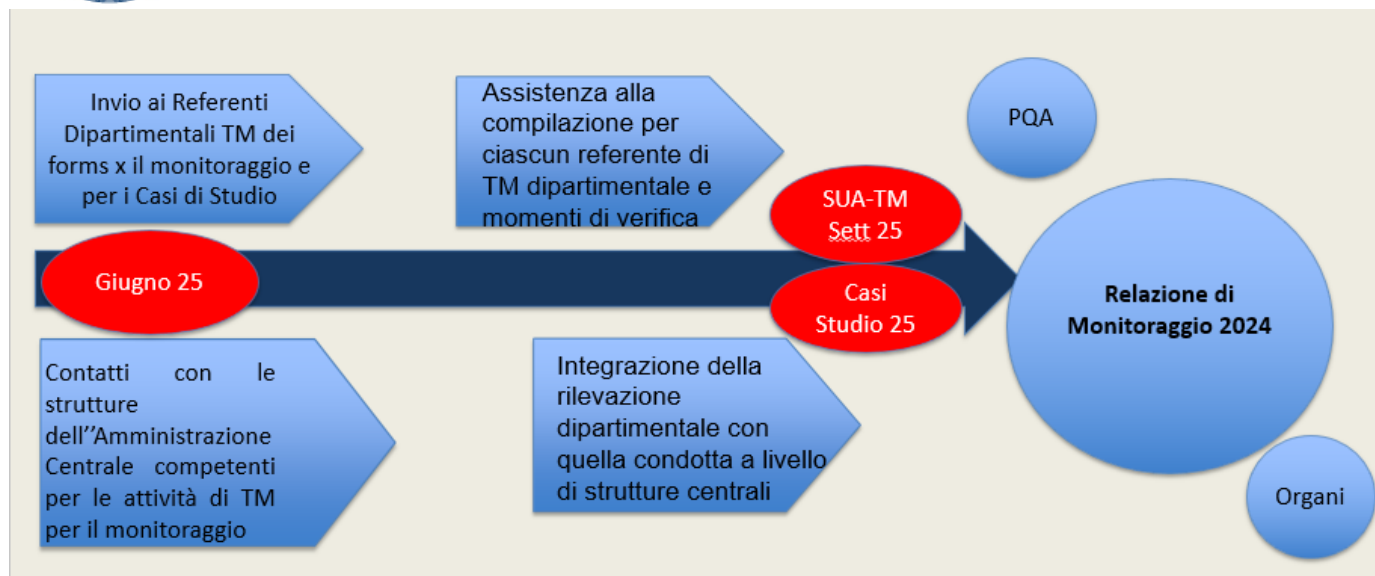 Invio ai Referenti
Dipartimentali TM dei
forms x il monitoraggio e
per i Casi di Studio
Assistenza alla
compilazione per
ciascun referente di
TM dipartimentale e
momenti di verifica
PQA
SUA-TM
Sett 25
Giugno 25
Casi
Studio 25
Relazione di
Monitoraggio 2024
Contatti con le
strutture
dell’’Amministrazione
Centrale competenti
per le attività di TM
per il monitoraggio
Integrazione della
rilevazione
dipartimentale con
quella condotta a livello
di strutture centrali
Organi